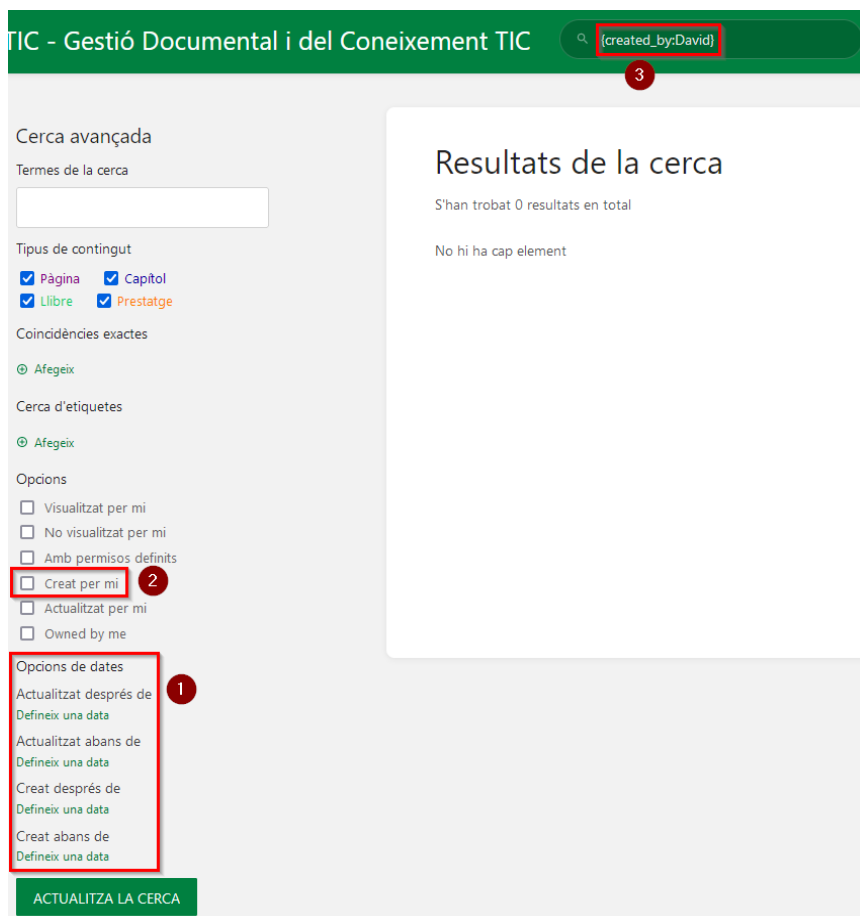 TIC - Gestió Documental i del Coneixement TIC
{created_by:David}
3
Cerca avançada
Termes de la cerca
Tipus de contingut
Pàgina Capítol
Llibre Prestatge
Coincidències exactes
Afegeix
Cerca d'etiquetes
Afegeix
Opcions
Visualitzat per mi
No visualitzat per mi
Amb permisos definits
Creat per mi
2
Actualitzat per mi
Owned by me
Opcions de dates
1
Actualitzat després de
Defineix una data
Actualitzat abans de
Defineix una data
Creat després de
Defineix una data
Creat abans de
Defineix una data
ACTUALITZA LA CERCA
Resultats de la cerca
S'han trobat 0 resultats en total
No hi ha cap element